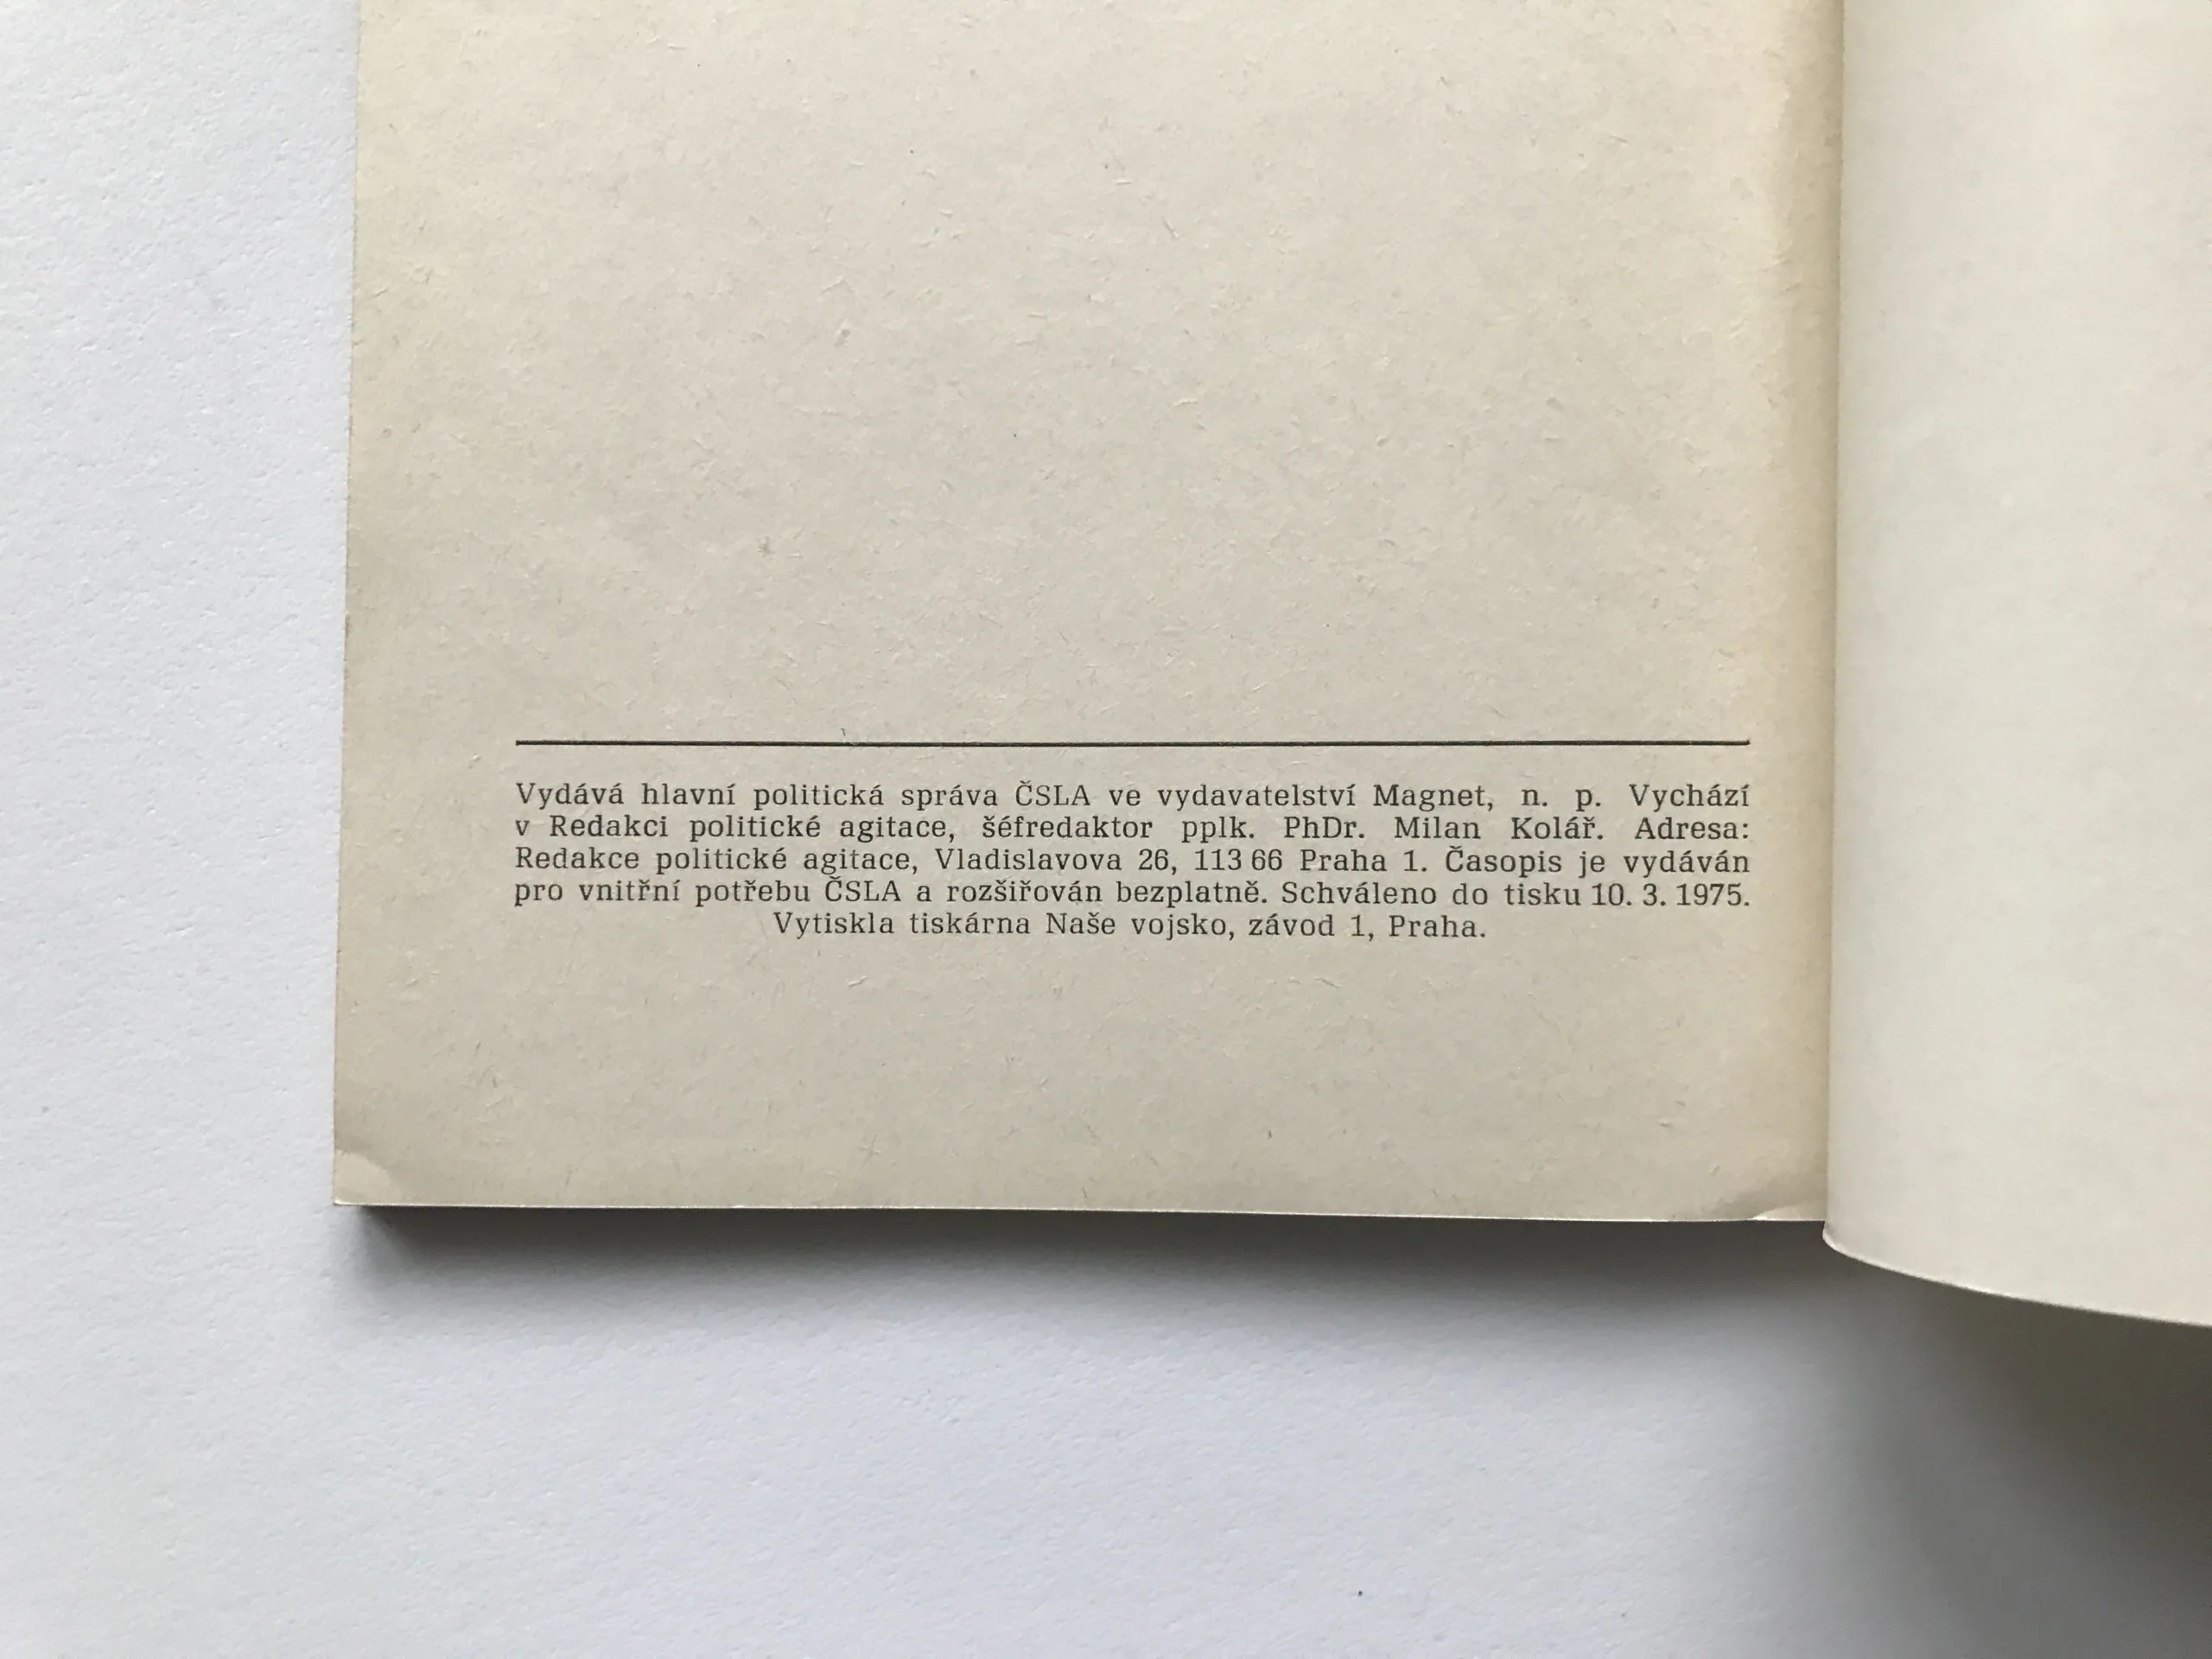 Vydává hlavní politická správa ČSLA ve vydavatelství Magnet, n. p. Vychází
v Redakci politické agitace, šéfredaktor pplk. PhDr. Milan Kolář. Adresa:
Redakce politické agitace, Vladislavova 26, 113 66 Praha 1. Časopis je vydáván
pro vnitřní potřebu ČSLA a rozšiřován bezplatně. Schváleno do tisku 10. 3. 1975.
Vytiskla tiskárna Naše vojsko, závod 1, Praha.